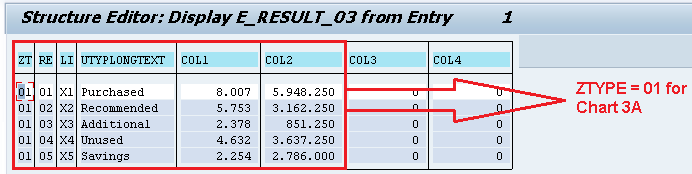 Structure Editor: Display E_RESULT_03 from Entry 1
ZT RE LI UTYPLONGTEXT COL1 COL2 COL3 COL4
01 01 X1 Purchased 8.007 5.948.250 0 0
01 02 X2 Recommended 5.753 3.162.250 0 0
01 03 X3 Additional 2.378 851.250 0 0
01 04 X4 Unused 4.632 3.637.250 0 0
01 05 X5 Savings 2.254 2.786.000 0 0
ZTYPE = 01 for
Chart 3A